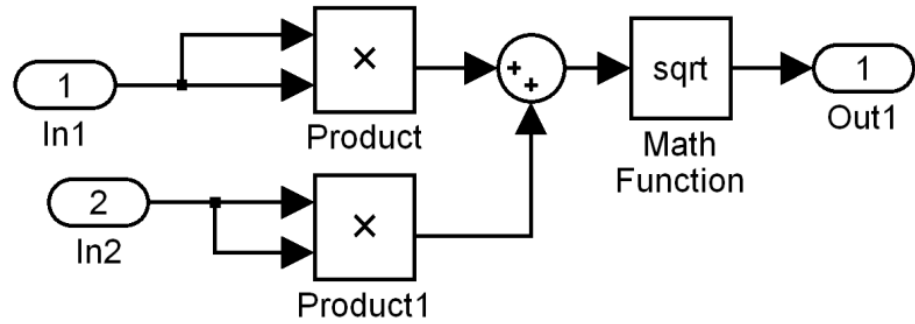 1
In1
×
Product
+
+
sqrt
Math
Function
1
Out1
2
In2
×
Product1